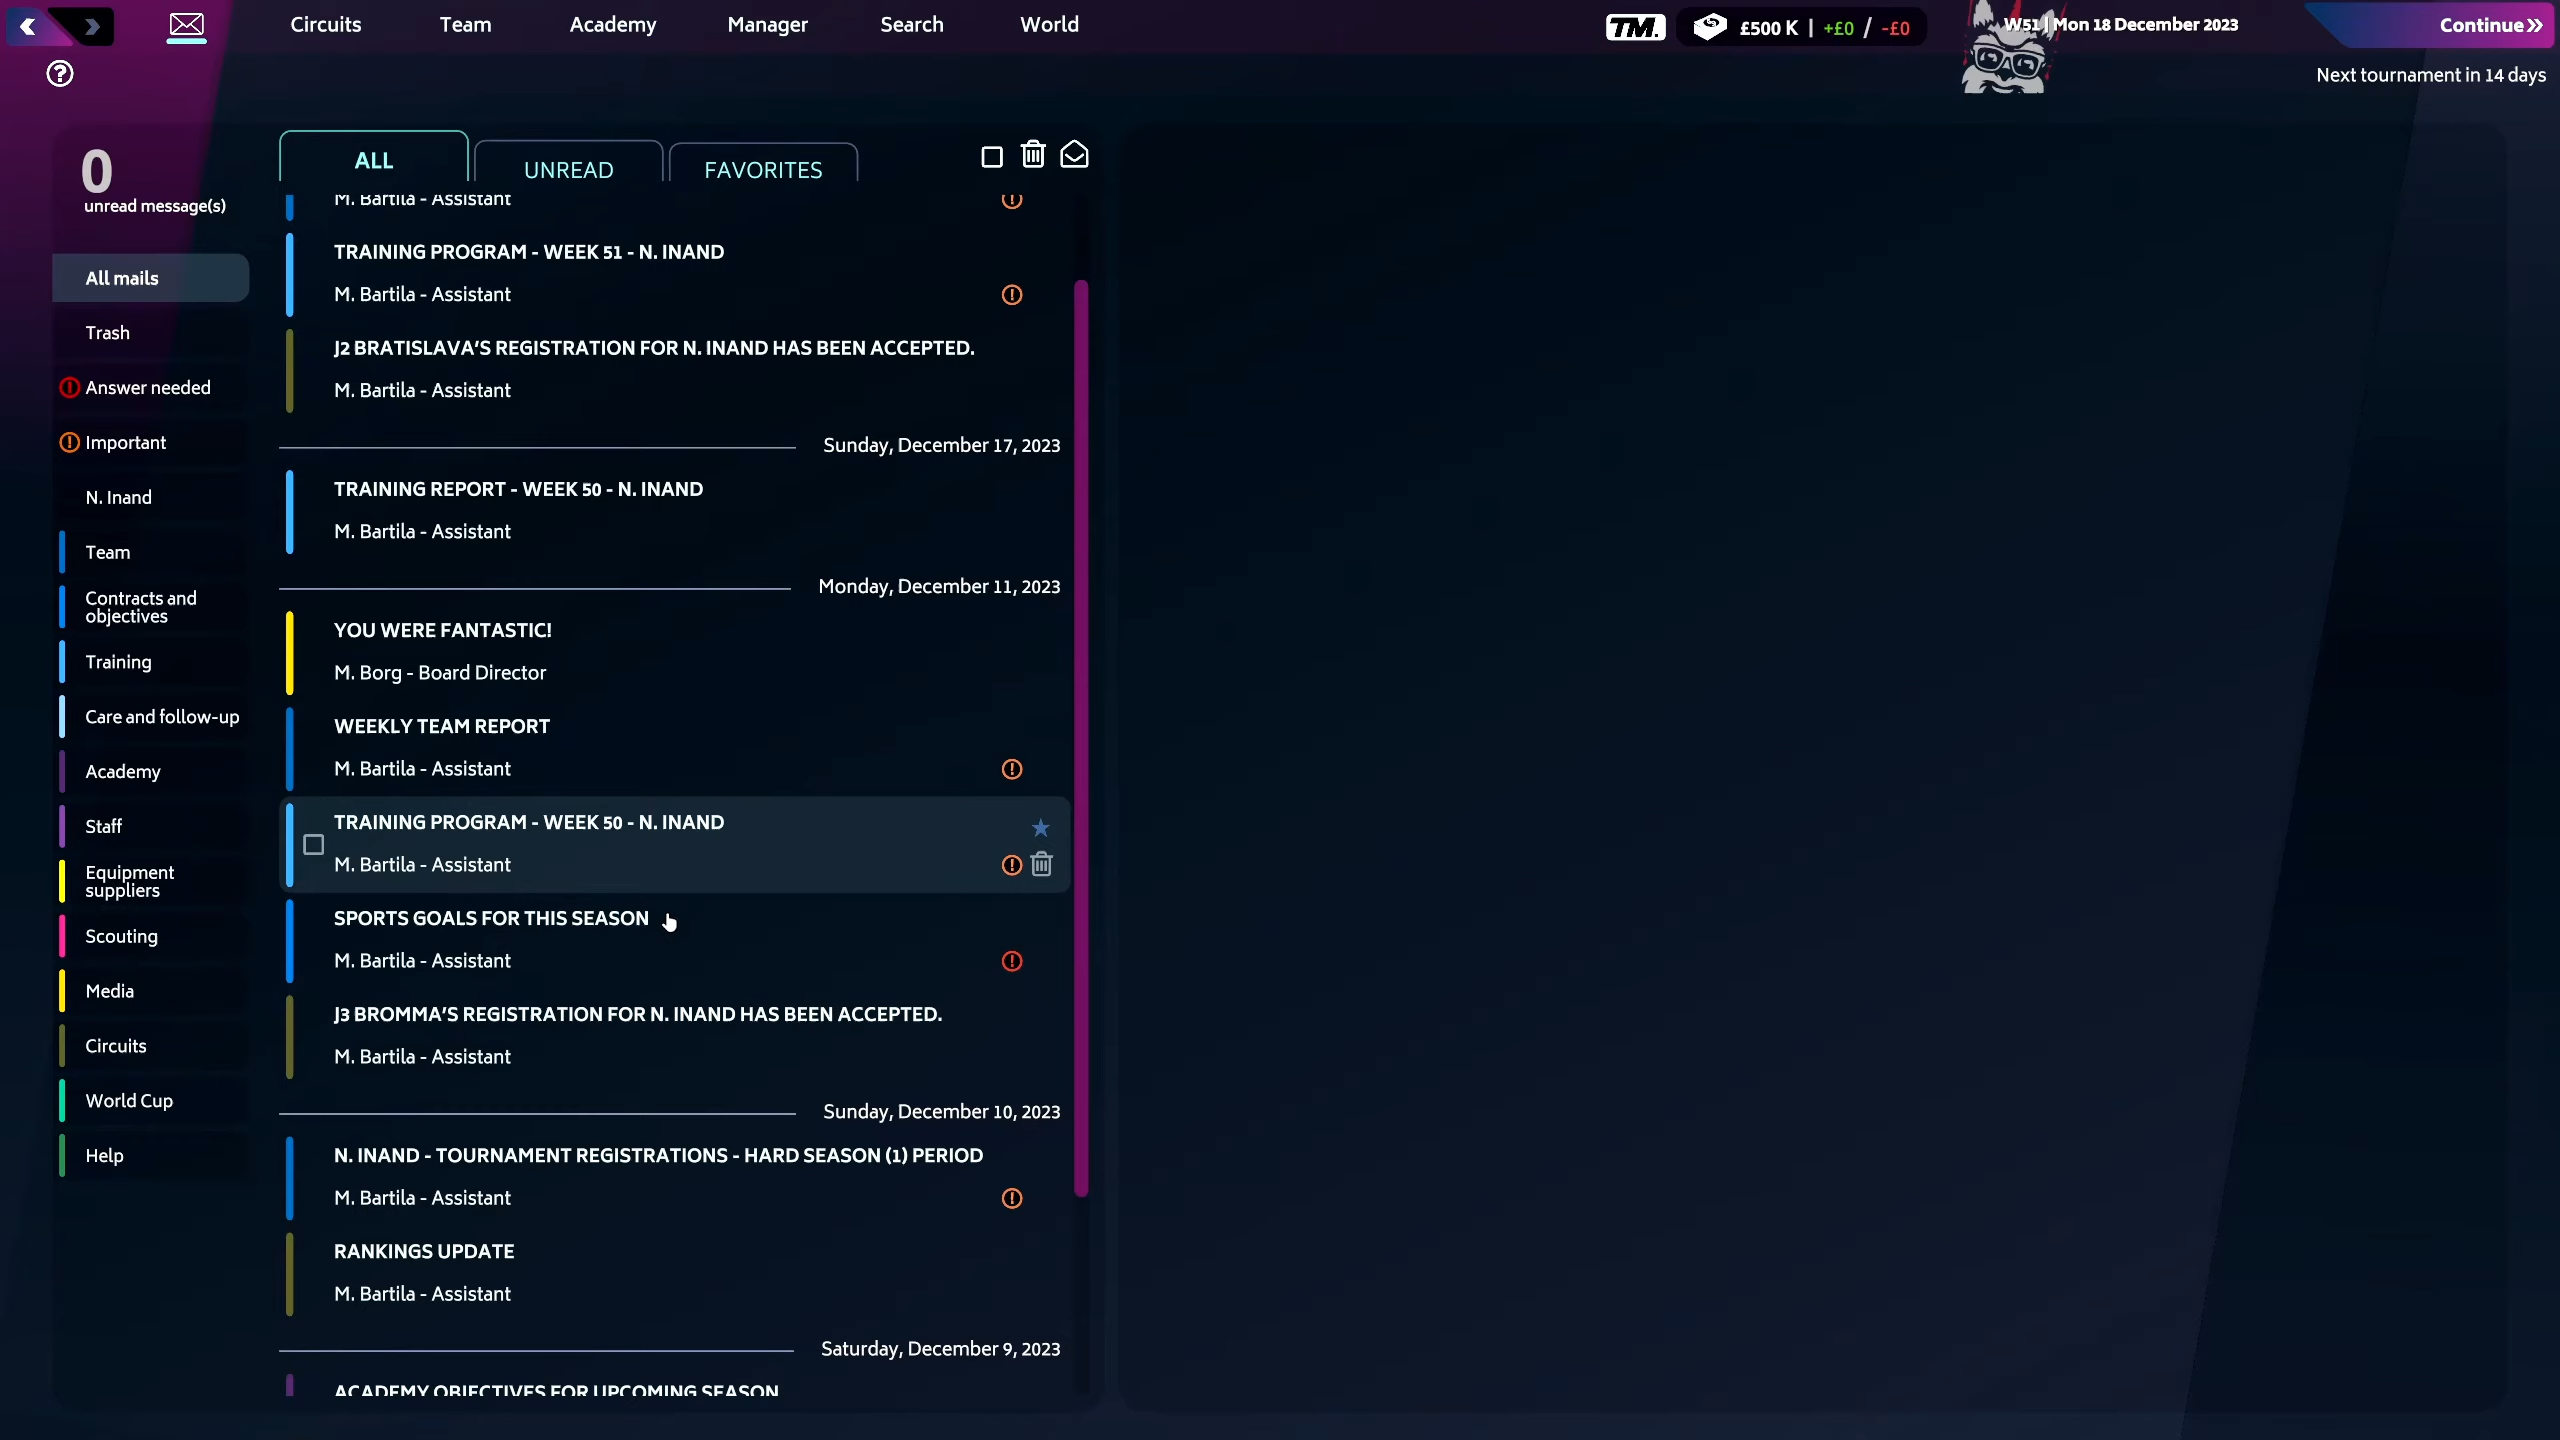 Circuits
Team
Academy
Manager
Search
World
TM.
£500 K | +£0 / -£0
W51 | Mon 18 December 2023
Continue
Next tournament in 14 days
0
unread message(s)
All mails
Trash
Answer needed
Important
N. Inand
Team
Contracts and
objectives
Training
Care and follow-up
Academy
Staff
Equipment
suppliers
Scouting
Media
Circuits
World Cup
Help
ALL
UNREAD
FAVORITES
M. Bartila - Assistant
TRAINING PROGRAM - WEEK 51 - N. INAND
M. Bartila - Assistant
J2 BRATISLAVA'S REGISTRATION FOR N. INAND HAS BEEN ACCEPTED.
M. Bartila - Assistant
Sunday, December 17, 2023
TRAINING REPORT - WEEK 50 - N. INAND
M. Bartila - Assistant
Monday, December 11, 2023
YOU WERE FANTASTIC!
M. Borg - Board Director
WEEKLY TEAM REPORT
M. Bartila - Assistant
TRAINING PROGRAM - WEEK 50 - N. INAND
M. Bartila - Assistant
SPORTS GOALS FOR THIS SEASON
M. Bartila - Assistant
J3 BROMMA'S REGISTRATION FOR N. INAND HAS BEEN ACCEPTED.
M. Bartila - Assistant
Sunday, December 10, 2023
N. INAND - TOURNAMENT REGISTRATIONS - HARD SEASON (1) PERIOD
M. Bartila - Assistant
RANKINGS UPDATE
M. Bartila - Assistant
Saturday, December 9, 2023
ACADEMY OBJECTIVES FOR UPCOMING SEASON